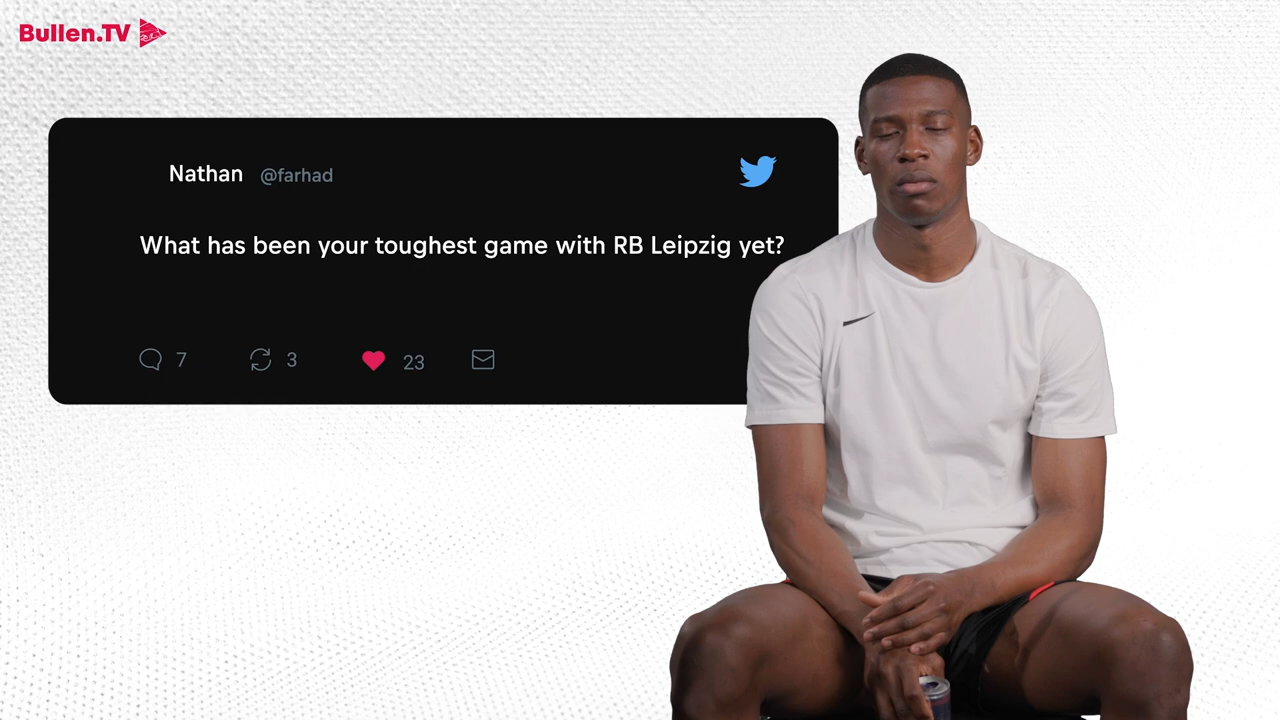 Bullen.TV
Nathan @farhad
What has been your toughest game with RB Leipzig yet?
7 3 23